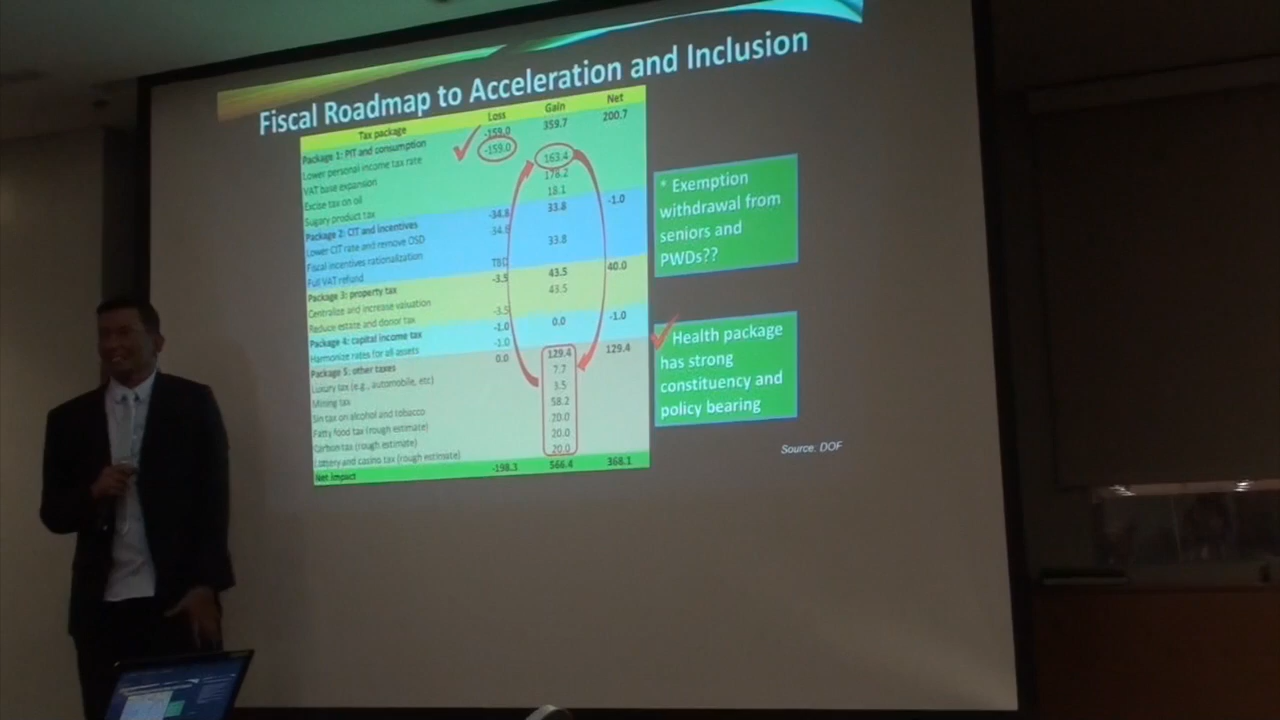 Fiscal Roadmap to Acceleration and Inclusion
Tax package Loss Gain Net
Package 1: PIT and consumption -159.0 359.7 200.7
Lower personal income tax rate -159.0
VAT base expansion 163.4
Excise tax on oil 178.2
Sugary product tax 18.1
Package 2: CIT and incentives -34.8 33.8 -1.0
Lower CIT rate and remove OSD -34.8
Fiscal incentives rationalization 33.8
Full VAT refund TBD
Package 3: property tax -3.5 43.5 40.0
Centralize and increase valuation 43.5
Reduce estate and donor tax -3.5
Package 4: capital income tax -1.0 0.0 -1.0
Harmonize rates for all assets -1.0
Package 5: other taxes 0.0 129.4 129.4
Luxury tax (e.g., automobile, etc) 7.7
Mining tax 3.5
Sin tax on alcohol and tobacco 58.2
Fatty food tax (rough estimate) 20.0
Carbon tax (rough estimate) 20.0
Lottery and casino tax (rough estimate) 20.0
Net Impact -198.3 566.4 368.1
* Exemption
withdrawal from
seniors and
PWDs??
Health package
has strong
constituency and
policy bearing
Source: DOF